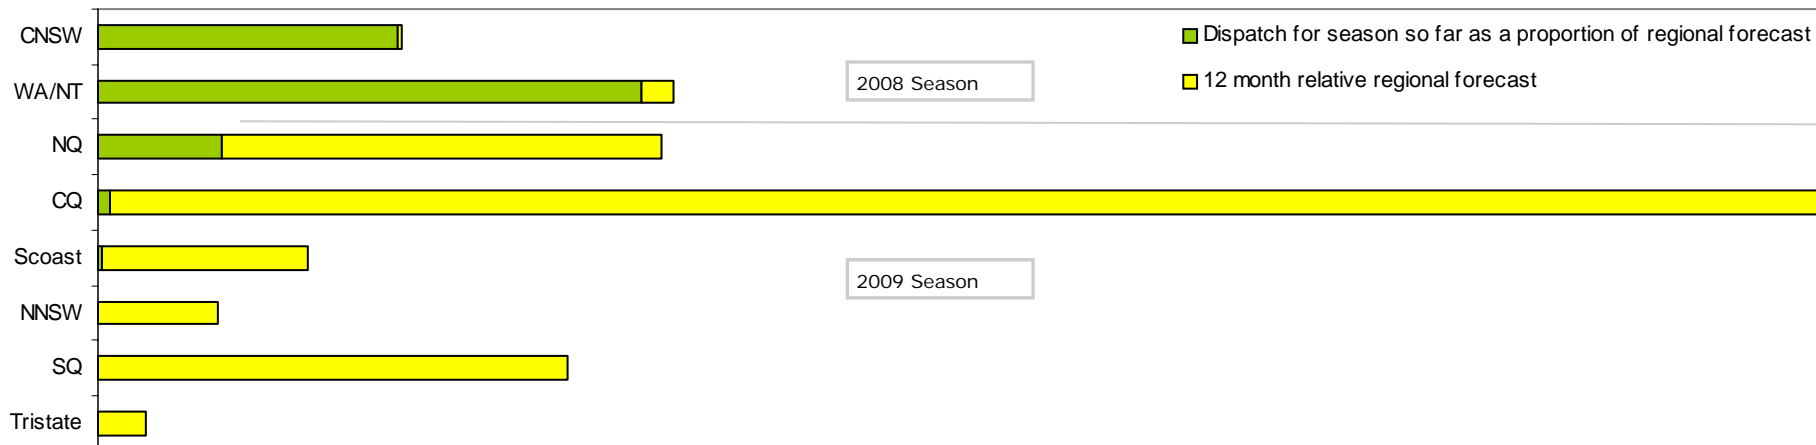 CNSW
Dispatch for season so far as a proportion of regional forecast
WA/NT
2008 Season
12 month relative regional forecast
NQ
CQ
Scoast
2009 Season
NNSW
SQ
Tristate